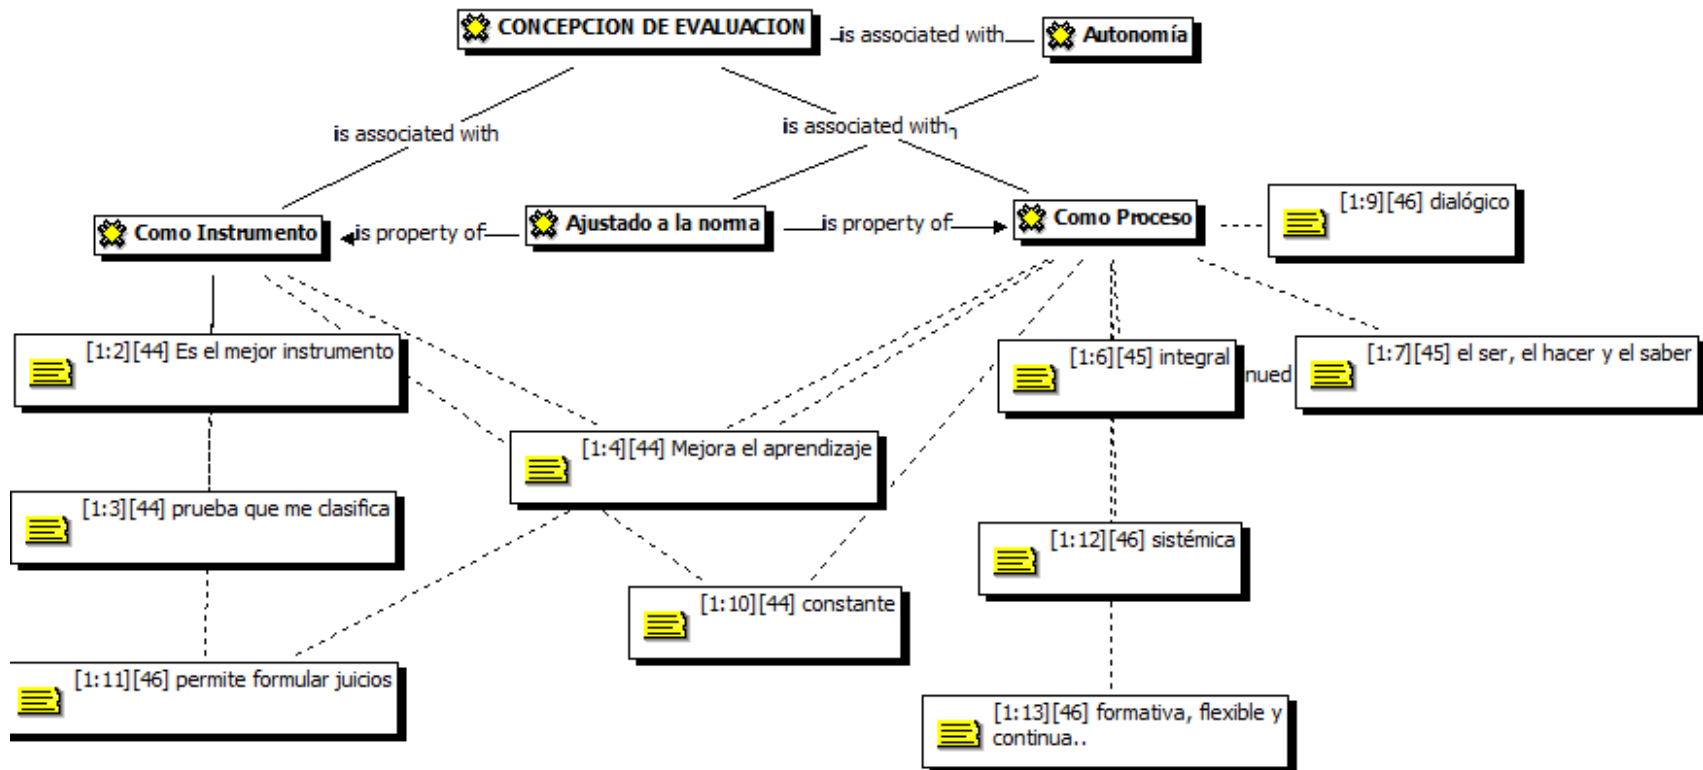 CONCEPCION DE EVALUACION
is associated with
Autonomía
is associated with
is associated with
Como Instrumento
is property of
Ajustado a la norma
is property of
Como Proceso
[1:9][46] dialógico
[1:2][44] Es el mejor instrumento
[1:6][45] integral
nued
[1:7][45] el ser, el hacer y el saber
[1:4][44] Mejora el aprendizaje
[1:3][44] prueba que me clasifica
[1:12][46] sistémica
[1:10][44] constante
[1:11][46] permite formular juicios
[1:13][46] formativa, flexible y
continua..